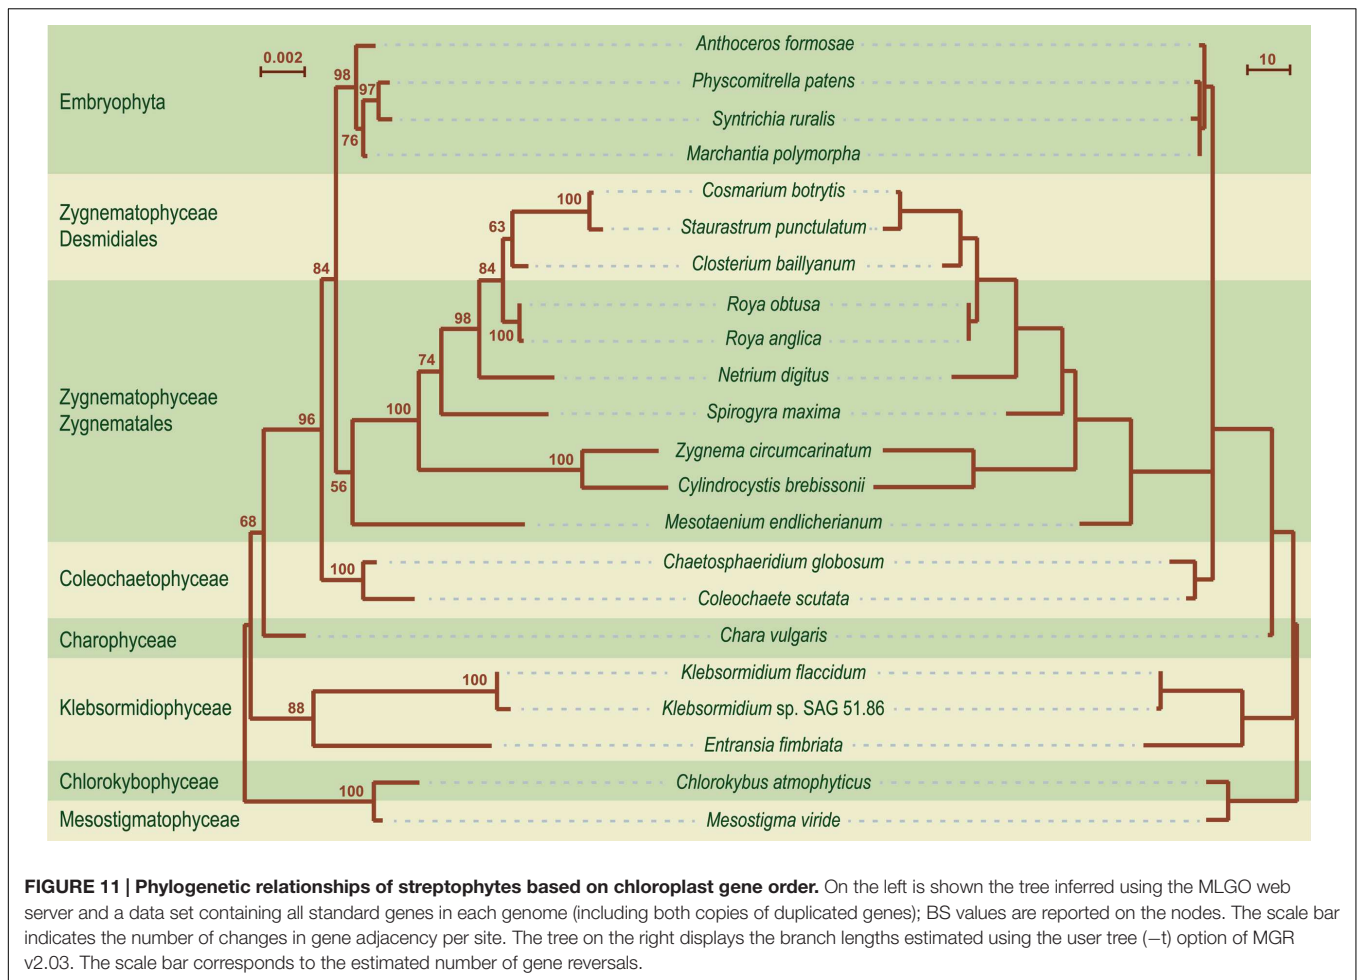 0.002
10
98
97
76
Embryophyta
Anthoceros formosae
Physcomitrella patens
Syntrichia ruralis
Marchantia polymorpha
Zygnematophyceae
Desmidiales
100
63
84
84
Cosmarium botrytis
Staurastrum punctulatum
Closterium baillyanum
Zygnematophyceae
Zygnematales
98
100
74
100
96
100
56
68
Roya obtusa
Roya anglica
Netrium digitus
Spirogyra maxima
Zygnema circumcarinatum
Cylindrocystis brebissonii
Mesotaenium endlicherianum
Coleochaetophyceae
100
Chaetosphaeridium globosum
Coleochaete scutata
Charophyceae
Chara vulgaris
Klebsormidiophyceae
100
88
Klebsormidium flaccidum
Klebsormidium sp. SAG 51.86
Entransia fimbriata
Chlorokybophyceae
100
Chlorokybus atmophyticus
Mesostigmatophyceae
Mesostigma viride
FIGURE 11 | Phylogenetic relationships of streptophytes based on chloroplast gene order. On the left is shown the tree inferred using the MLGO web
server and a data set containing all standard genes in each genome (including both copies of duplicated genes); BS values are reported on the nodes. The scale bar
indicates the number of changes in gene adjacency per site. The tree on the right displays the branch lengths estimated using the user tree (−t) option of MGR
v2.03. The scale bar corresponds to the estimated number of gene reversals.